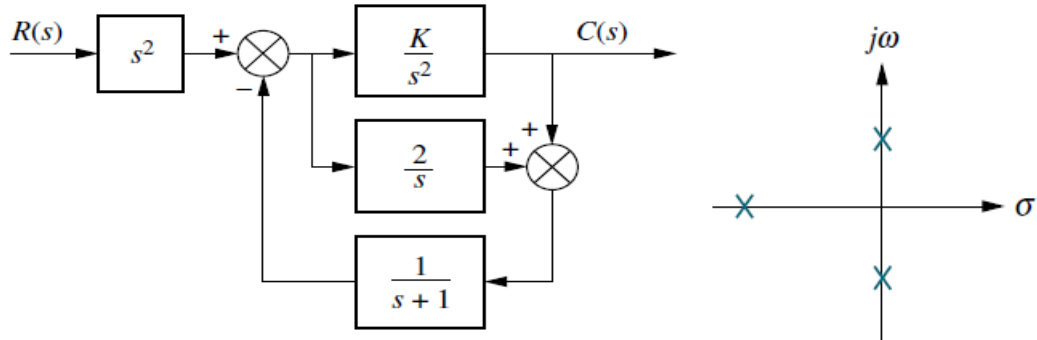 R(s)
s²
+
−
K
s²
C(s)
+
+
2
s
1
s + 1
jω
σ